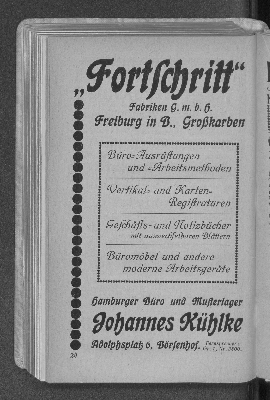 „Fortſchritt“
Fabriken G. m. b. H.
Freiburg in B., Großkarben
Büro-Ausrüſtungen
und -Arbeitsmethoden
Vertikal- und Karten-
Regiſtraturen
Geſchäfts- und Notizbücher
mit auswechſelbaren Blättern
Büromöbel und andere
moderne Arbeitsgeräte
Hamburger Büro und Muſterlager
Johannes Kühlke
Adolphsplatz 6, Börſenhof.
20